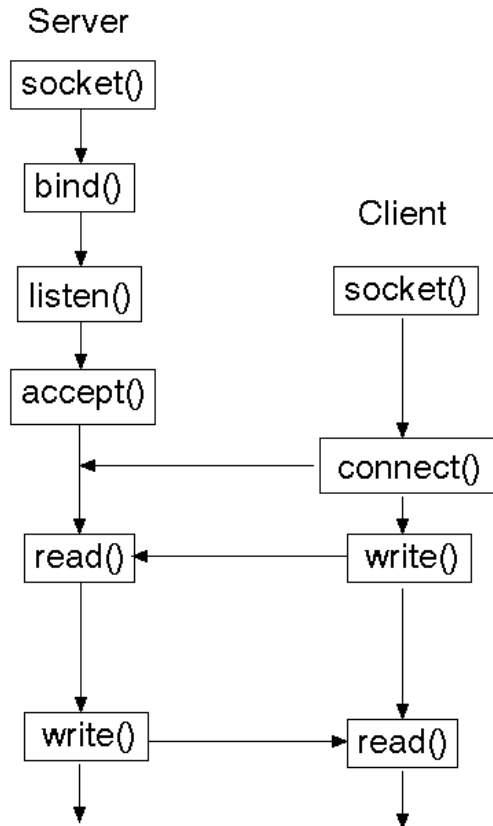 Server
socket()
bind()
listen()
accept()
read()
write()
Client
socket()
connect()
write()
read()